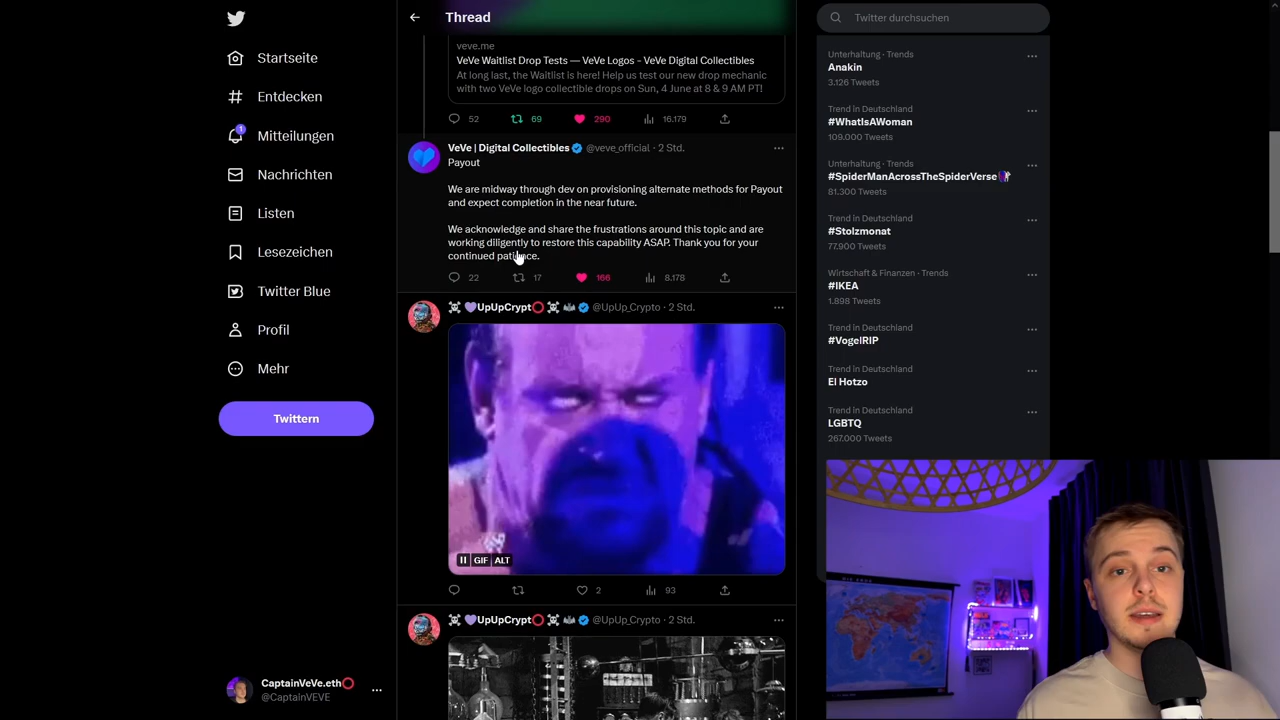 Startseite
Entdecken
1
Mitteilungen
Nachrichten
Listen
Lesezeichen
Twitter Blue
Profil
Mehr
Twittern
CaptainVeVe.eth
@CaptainVEVE
Thread
veve.me
VeVe Waitlist Drop Tests — VeVe Logos - VeVe Digital Collectibles
At long last, the Waitlist is here! Help us test our new drop mechanic
with two VeVe logo collectible drops on Sun, 4 June at 8 & 9 AM PT!
52 69 290 16.179
VeVe | Digital Collectibles @veve_official · 2 Std.
Payout
We are midway through dev on provisioning alternate methods for Payout
and expect completion in the near future.
We acknowledge and share the frustrations around this topic and are
working diligently to restore this capability ASAP. Thank you for your
continued patience.
22 17 166 8.178
UpUpCrypt @UpUp_Crypto · 2 Std.
GIF ALT
2 93
UpUpCrypt @UpUp_Crypto · 2 Std.
Twitter durchsuchen
Unterhaltung · Trends
Anakin
3.126 Tweets
Trend in Deutschland
#WhatIsAWoman
109.000 Tweets
Unterhaltung · Trends
#SpiderManAcrossTheSpiderVerse
81.300 Tweets
Trend in Deutschland
#Stolzmonat
77.900 Tweets
Wirtschaft & Finanzen · Trends
#IKEA
1.898 Tweets
Trend in Deutschland
#VogelRIP
Trend in Deutschland
El Hotzo
Trend in Deutschland
LGBTQ
267.000 Tweets